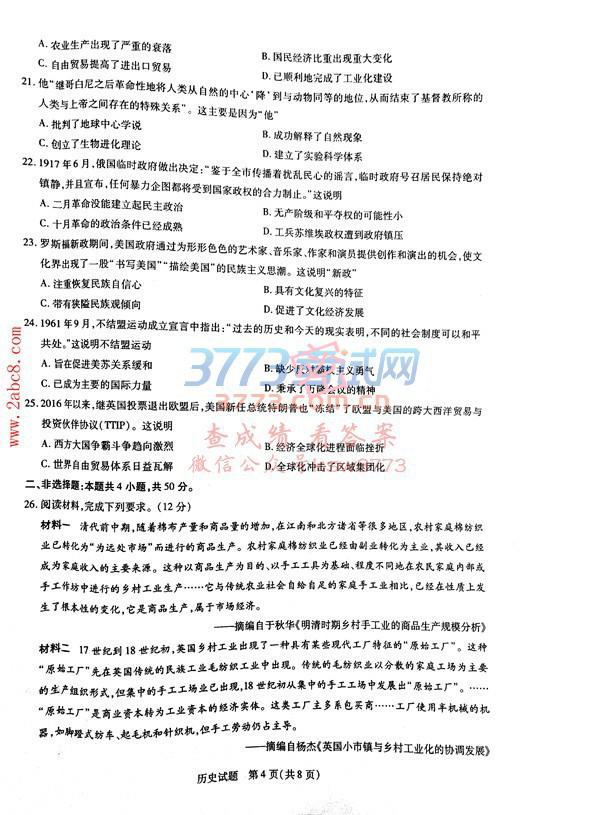 A. 农业生产出现了严重的衰落 B. 国民经济比重出现重大变化
C. 自由贸易提高了进出口贸易 D. 已顺利地完成了工业化建设
21. 他“继哥白尼之后革命性地将人类从自然的中心‘降’到与动物同等的地位,从而结束了基督教所称的
人类与上帝之间存在的特殊关系”。这主要是因为“他”
A. 批判了地球中心学说 B. 成功解释了自然现象
C. 创立了生物进化理论 D. 建立了实验科学体系
22. 1917 年 6 月,俄国临时政府做出决定:“鉴于全市传播着扰乱民心的谣言,临时政府号召居民保持绝对
镇静,并且宣布,任何暴力企图都将受到国家政权的合力制止。”这说明
A. 二月革命没能建立起民主政治 B. 无产阶级和平夺权的可能性小
C. 十月革命的政治条件已经成熟 D. 工兵苏维埃政权遭到政府镇压
23. 罗斯福新政期间,美国政府通过为形形色色的艺术家、音乐家、作家和演员提供创作和演出的机会,使文
化界出现了一股“书写美国”“描绘美国”的民族主义思潮。这说明“新政”
A. 注重恢复民族自信心 B. 具有文化复兴的特征
C. 带有狭隘民族观倾向 D. 促进了文化经济发展
24. 1961 年 9 月,不结盟运动成立宣言中指出:“过去的历史和今天的现实表明,不同的社会制度可以和平
共处。”这说明不结盟运动
A. 旨在促进美苏关系缓和 B. 缺少反对霸权主义勇气
C. 已成为主要的国际力量 D. 秉承了万隆会议的精神
25. 2016 年以来,继英国投票退出欧盟后,美国新任总统特朗普也“冻结”了欧盟与美国的跨大西洋贸易与
投资伙伴协议(TTIP)。这说明
A. 西方大国争霸斗争趋向激烈 B. 经济全球化进程面临挫折
C. 世界自由贸易体系日益瓦解 D. 全球化冲击了区域集团化
二、非选择题:本题共 4 小题,共 50 分。
26. 阅读材料,完成下列要求。(12 分)
材料一 清代前中期,随着棉布产量和商品量的增加,在江南和北方诸省等很多地区,农村家庭棉纺织
业已转化为“为远处市场”而进行的商品生产。农村家庭棉纺织业已经由副业转化为主业,其收入已经
成为家庭收入的主要来源。这种以商品生产为目的、以手工工具为基础、程度不同地在农民家庭内部或
手工作坊中进行的乡村工业生产……它与传统农业社会自给自足的家庭手工业相比,已经在性质上发
生了根本性的变化,它是商品生产,属于市场经济。
——摘编自于秋华《明清时期乡村手工业的商品生产规模分析》
材料二 17 世纪到 18 世纪初,英国乡村工业出现了一种具有某些现代工厂特征的“原始工厂”。这种
“原始工厂”先在英国传统的民族工业毛纺织工业中出现。传统的毛纺织业以分散的家庭工场为主要
的生产组织形式,但集中的手工工场业已出现,18 世纪初从集中的手工工场中发展出“原始工厂”。……
“原始工厂”是商业资本转为工业资本的经济实体。这类工厂主多系包买商……工厂使用半机械的机
器,如脚蹬式纺车、起毛机和针织机,但手工劳动仍占主导。
——摘编自杨杰《英国小市镇与乡村工业化的协调发展》
历史试题 第 4 页(共 8 页)
www.2abc8.com
3773考试网
查成绩 看答案